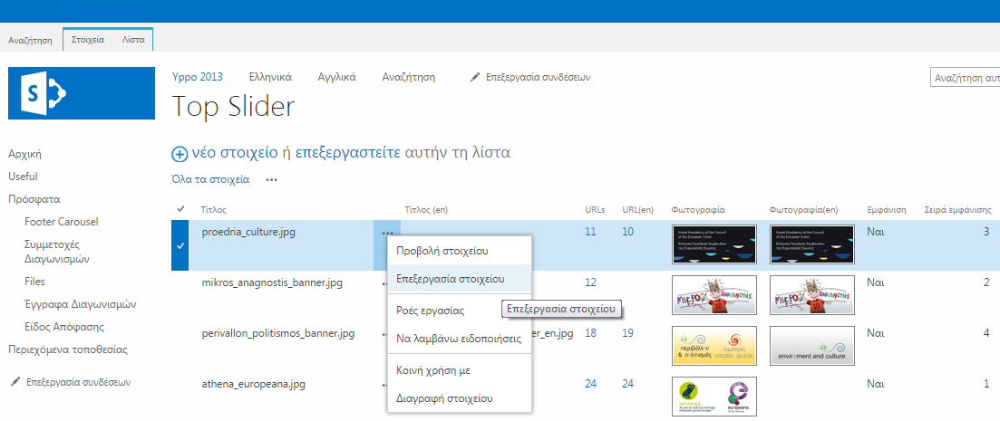 Αναζήτηση Στοιχεία Λίστα
S
Yppo 2013 Ελληνικά Αγγλικά Αναζήτηση Επεξεργασία συνδέσεων
Αναζήτηση αυτ
Top Slider
Αρχική
Useful
Πρόσφατα
Footer Carousel
Συμμετοχές
Διαγωνισμών
Files
Έγγραφα Διαγωνισμών
Είδος Απόφασης
Περιεχόμενα τοποθεσίας
Επεξεργασία συνδέσεων
νέο στοιχείο ή επεξεργαστείτε αυτήν τη λίστα
Όλα τα στοιχεία •••
Τίτλος Τίτλος (en) URLs URL(en) Φωτογραφία Φωτογραφία(en) Εμφάνιση Σειρά εμφάνισης
proedria_culture.jpg ••• 11 10 Ναι 3
Greek Presidency of the Council
of the European Union
Ελληνική Προεδρία Συμβουλίου
της Ευρωπαϊκής Ένωσης
Greek Presidency of the Council
of the European Union
Ελληνική Προεδρία Συμβουλίου
της Ευρωπαϊκής Ένωσης
mikros_anagnostis_banner.jpg 12 Ναι 2
ΜΙΚΡΟΣ ΑΝΑΓΝΩΣΤΗΣ
10
ΜΙΚΡΟΣ ΑΝΑΓΝΩΣΤΗΣ
10
perivallon_politismos_banner.jpg er_en.jpg 18 19 Ναι 4
περιβάλλον
& πολιτισμός
λαμπερές
ιστορίες φωτιάς
enviroment and culture
athena_europeana.jpg 24 24 Ναι 1
ATHENA
Access to cultural heritage
networks across Europe
e
europeana
Προβολή στοιχείου
Επεξεργασία στοιχείου
Ροές εργασίας
Να λαμβάνω ειδοποιήσεις
Κοινή χρήση με
Διαγραφή στοιχείου
Επεξεργασία στοιχείου